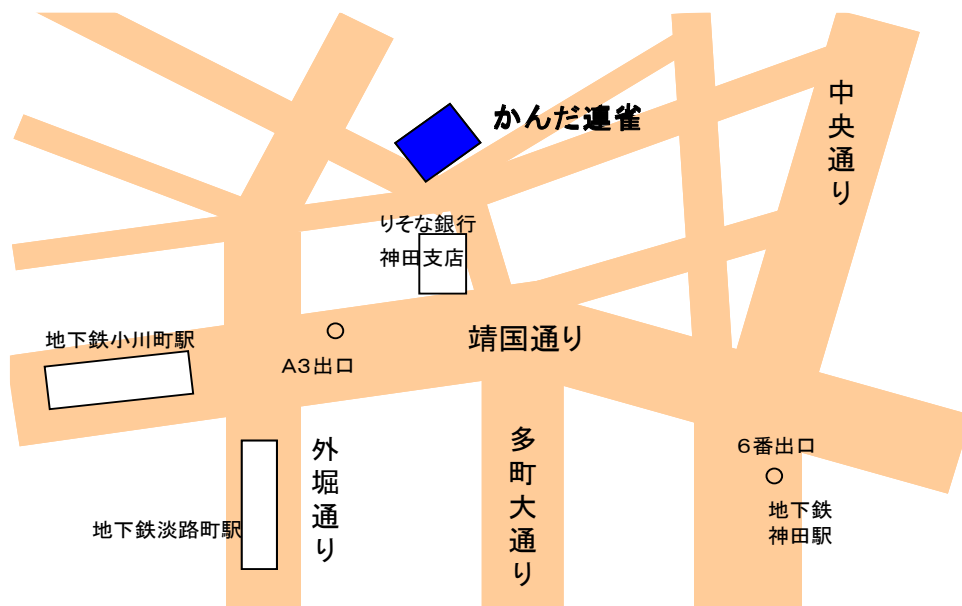 かんだ連雀
中央通り
りそな銀行
神田支店
地下鉄小川町駅
A3出口
靖国通り
外堀通り
多町大通り
6番出口
地下鉄
神田駅
地下鉄淡路町駅